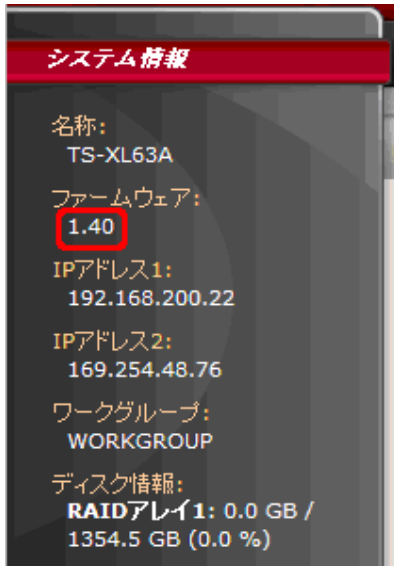 システム情報
名称:
TS-XL63A
ファームウェア:
1.40
IPアドレス1:
192.168.200.22
IPアドレス2:
169.254.48.76
ワークグループ:
WORKGROUP
ディスク情報:
RAIDアレイ1: 0.0 GB /
1354.5 GB (0.0 %)